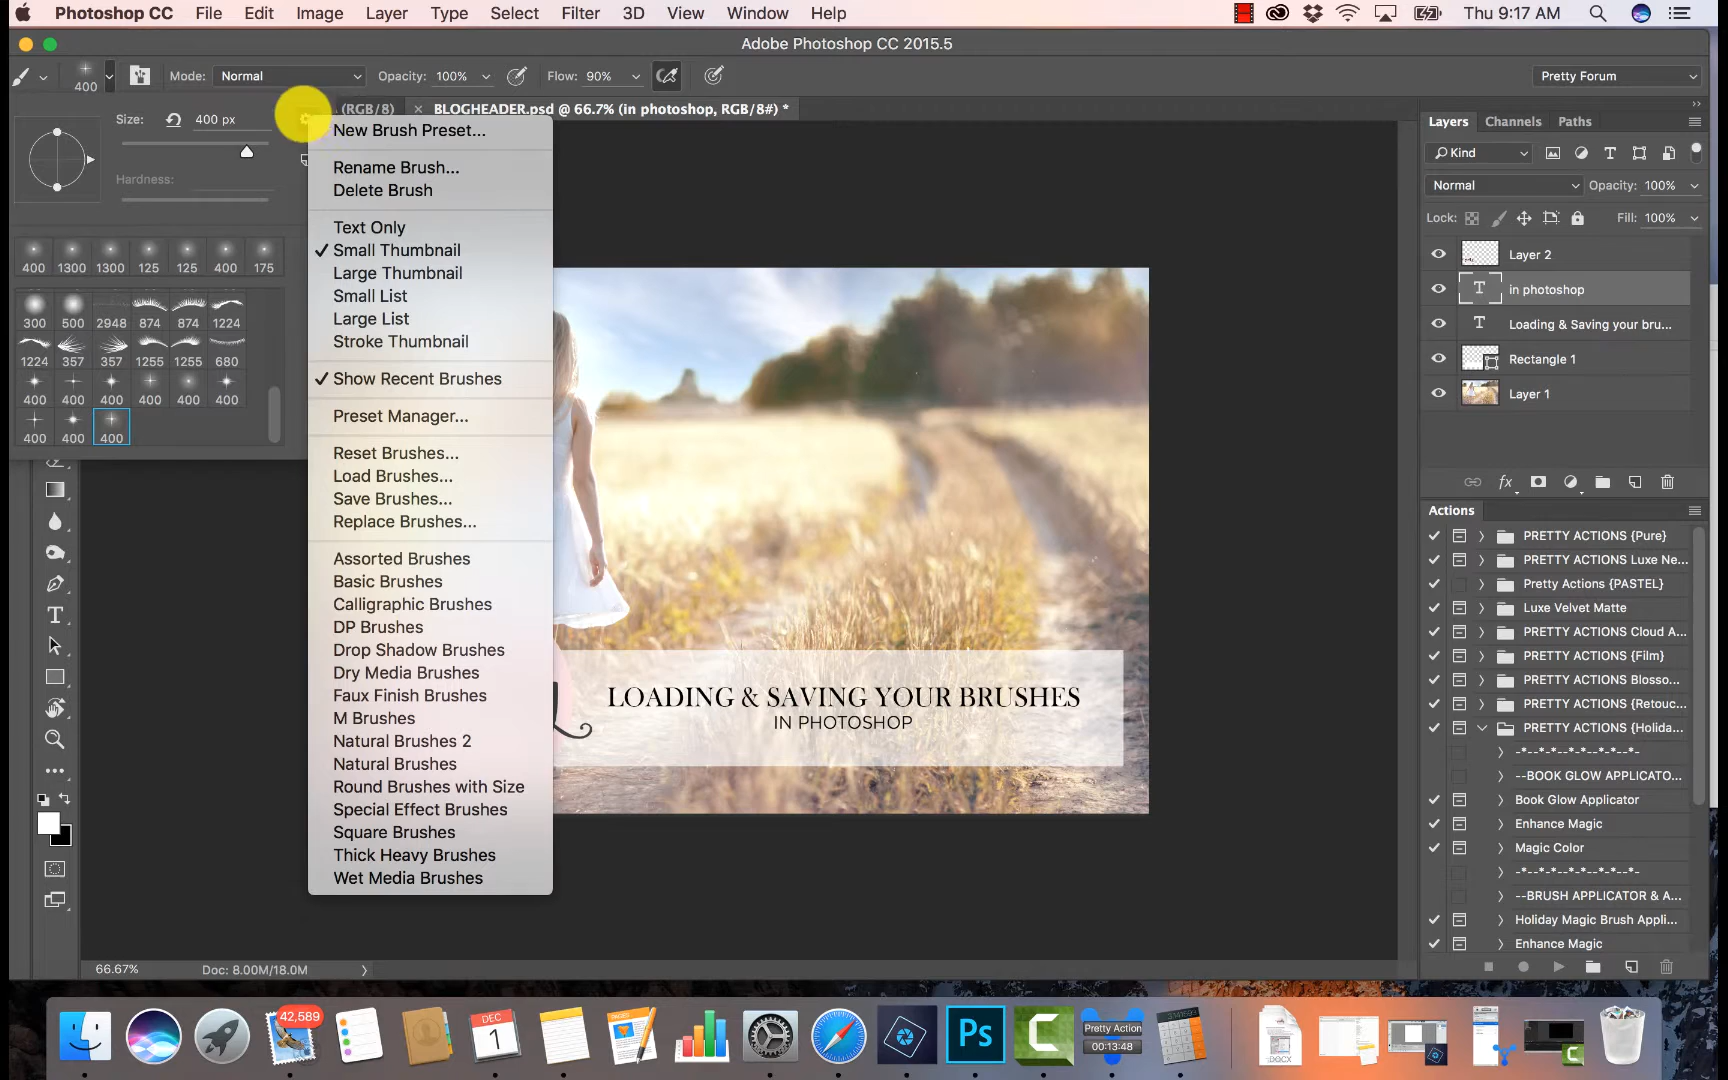 Photoshop CC File Edit Image Layer Type Select Filter 3D View Window Help Thu 9:17 AM
Adobe Photoshop CC 2015.5
400 Mode: Normal Opacity: 100% Flow: 90% Pretty Forum
(RGB/8) × BLOGHEADER.psd @ 66.7% (in photoshop, RGB/8#) *
Size: 400 px
Hardness:
400 1300 1300 125 125 400 175
300 500 2948 874 874 1224
1224 357 357 1255 1255 680
400 400 400 400 400 400
400 400 400
New Brush Preset...
Rename Brush...
Delete Brush
Text Only
✓ Small Thumbnail
Large Thumbnail
Small List
Large List
Stroke Thumbnail
✓ Show Recent Brushes
Preset Manager...
Reset Brushes...
Load Brushes...
Save Brushes...
Replace Brushes...
Assorted Brushes
Basic Brushes
Calligraphic Brushes
DP Brushes
Drop Shadow Brushes
Dry Media Brushes
Faux Finish Brushes
M Brushes
Natural Brushes 2
Natural Brushes
Round Brushes with Size
Special Effect Brushes
Square Brushes
Thick Heavy Brushes
Wet Media Brushes
LOADING & SAVING YOUR BRUSHES
IN PHOTOSHOP
Layers Channels Paths
Kind
Normal Opacity: 100%
Lock: Fill: 100%
Layer 2
in photoshop
Loading & Saving your bru...
Rectangle 1
Layer 1
fx
Actions
PRETTY ACTIONS {Pure}
PRETTY ACTIONS Luxe Ne...
Pretty Actions {PASTEL}
Luxe Velvet Matte
PRETTY ACTIONS Cloud A...
PRETTY ACTIONS {Film}
PRETTY ACTIONS Blosso...
PRETTY ACTIONS {Retouc...
PRETTY ACTIONS {Holida...
-*--*-*--*--*--*--*-
--BOOK GLOW APPLICATO...
Book Glow Applicator
Enhance Magic
Magic Color
-*--*-*--*--*--*--*-
--BRUSH APPLICATOR & A...
Holiday Magic Brush Appli...
Enhance Magic
66.67% Doc: 8.00M/18.0M
42,589
DEC
1
PAGES
Ps
C
Pretty Action
00:13:48
3.141593
DOCX
C